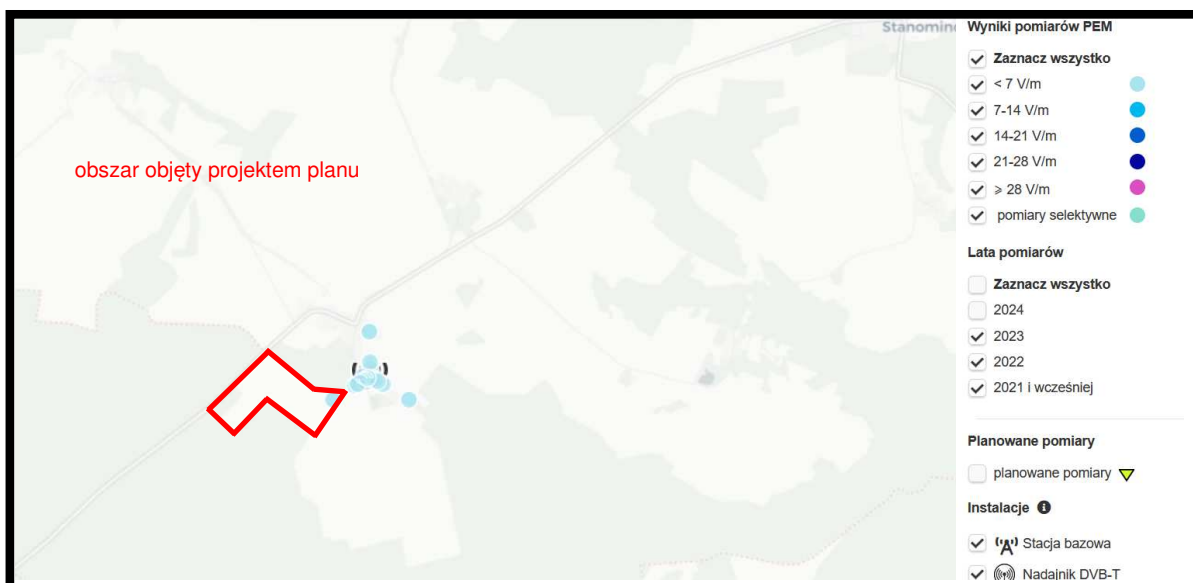 Stanomin
obszar objęty projektem planu
Wyniki pomiarów PEM
Zaznacz wszystko
< 7 V/m
7-14 V/m
14-21 V/m
21-28 V/m
⩾ 28 V/m
pomiary selektywne
Lata pomiarów
Zaznacz wszystko
2024
2023
2022
2021 i wcześniej
Planowane pomiary
planowane pomiary
Instalacje
Stacja bazowa
Nadajnik DVB-T